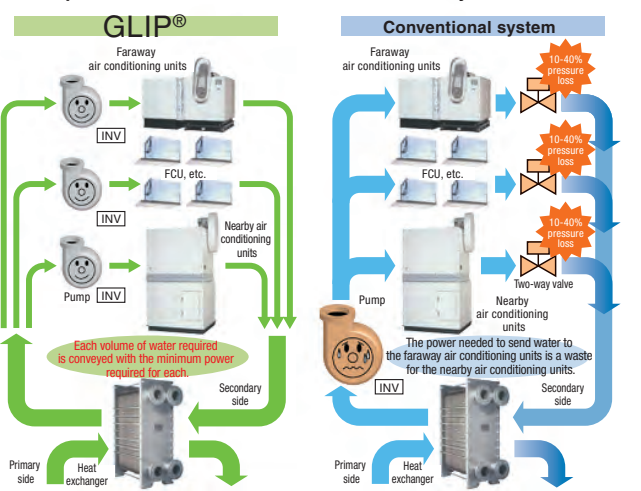 GLIP®
Faraway
air conditioning units
INV
FCU, etc.
INV
Nearby air
conditioning
units
Pump
INV
Each volume of water required
is conveyed with the minimum power
required for each.
Secondary
side
Primary
side
Heat
exchanger
Conventional system
Faraway
air conditioning units
10-40%
pressure
loss
FCU, etc.
10-40%
pressure
loss
10-40%
pressure
loss
Two-way valve
Pump
Nearby
air conditioning
units
INV
The power needed to send water to
the faraway air conditioning units is a waste
for the nearby air conditioning units.
Secondary
side
Primary
side
Heat
exchanger